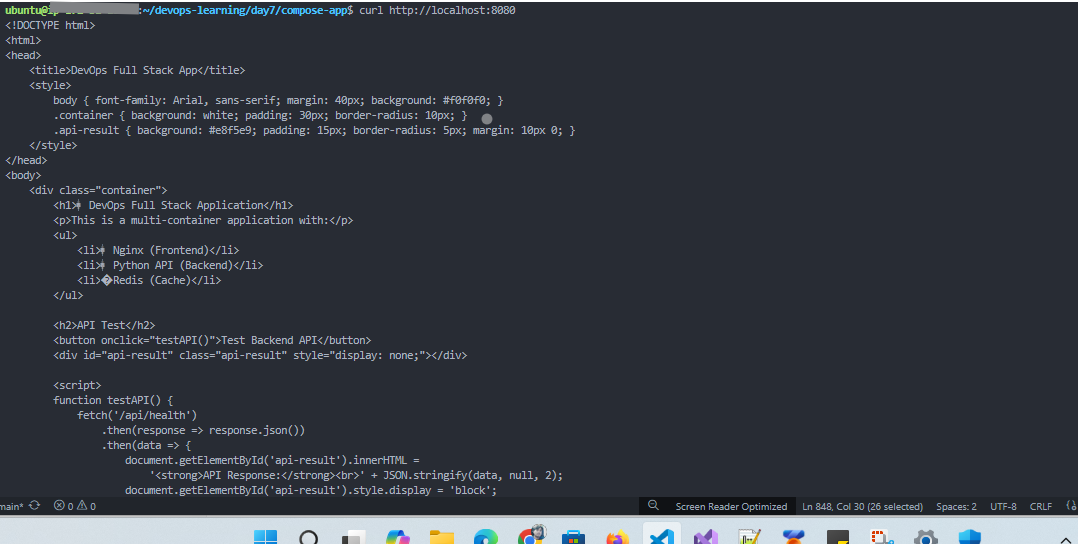 ubuntu@:~/devops-learning/day7/compose-app$ curl http://localhost:8080
<!DOCTYPE html>
<html>
<head>
    <title>DevOps Full Stack App</title>
    <style>
        body { font-family: Arial, sans-serif; margin: 40px; background: #f0f0f0; }
        .container { background: white; padding: 30px; border-radius: 10px; }
        .api-result { background: #e8f5e9; padding: 15px; border-radius: 5px; margin: 10px 0; }
    </style>
</head>
<body>
    <div class="container">
        <h1> DevOps Full Stack Application</h1>
        <p>This is a multi-container application with:</p>
        <ul>
            <li> Nginx (Frontend)</li>
            <li> Python API (Backend)</li>
            <li>�Redis (Cache)</li>
        </ul>

        <h2>API Test</h2>
        <button onclick="testAPI()">Test Backend API</button>
        <div id="api-result" class="api-result" style="display: none;"></div>

        <script>
        function testAPI() {
            fetch('/api/health')
                .then(response => response.json())
                .then(data => {
                    document.getElementById('api-result').innerHTML =
                        '<strong>API Response:</strong><br>' + JSON.stringify(data, null, 2);
                    document.getElementById('api-result').style.display = 'block';
main* 0 0 Screen Reader Optimized Ln 848, Col 30 (26 selected) Spaces: 2 UTF-8 CRLF